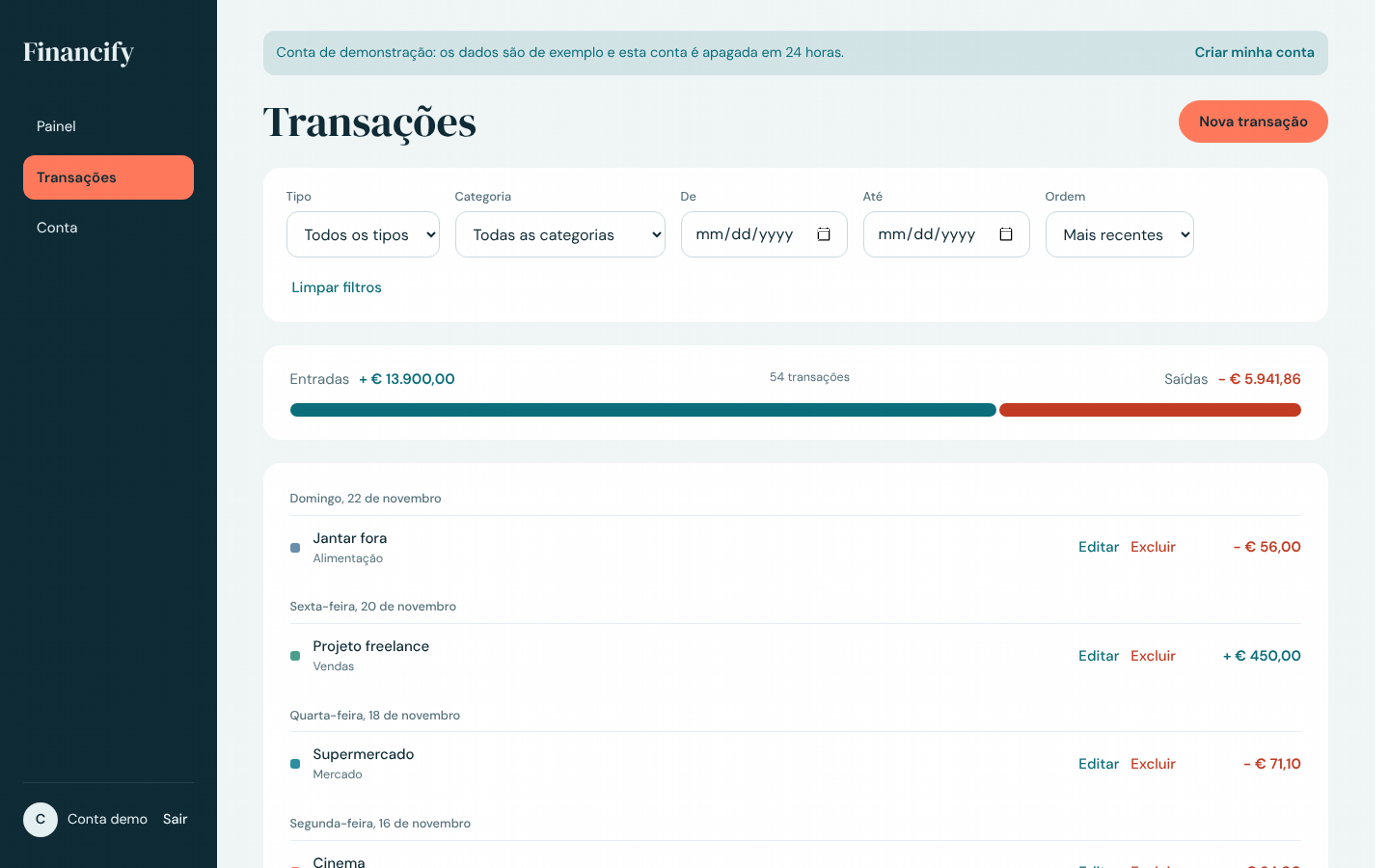 Financify
Painel
Transações
Conta
C Conta demo Sair
Conta de demonstração: os dados são de exemplo e esta conta é apagada em 24 horas. Criar minha conta
Transações
Nova transação
Tipo Categoria De Até Ordem
Todos os tipos Todas as categorias mm/dd/yyyy mm/dd/yyyy Mais recentes
Limpar filtros
Entradas + € 13.900,00 54 transações Saídas − € 5.941,86
Domingo, 22 de novembro
Jantar fora
Alimentação
Editar Excluir − € 56,00
Sexta-feira, 20 de novembro
Projeto freelance
Vendas
Editar Excluir + € 450,00
Quarta-feira, 18 de novembro
Supermercado
Mercado
Editar Excluir − € 71,10
Segunda-feira, 16 de novembro
Cinema